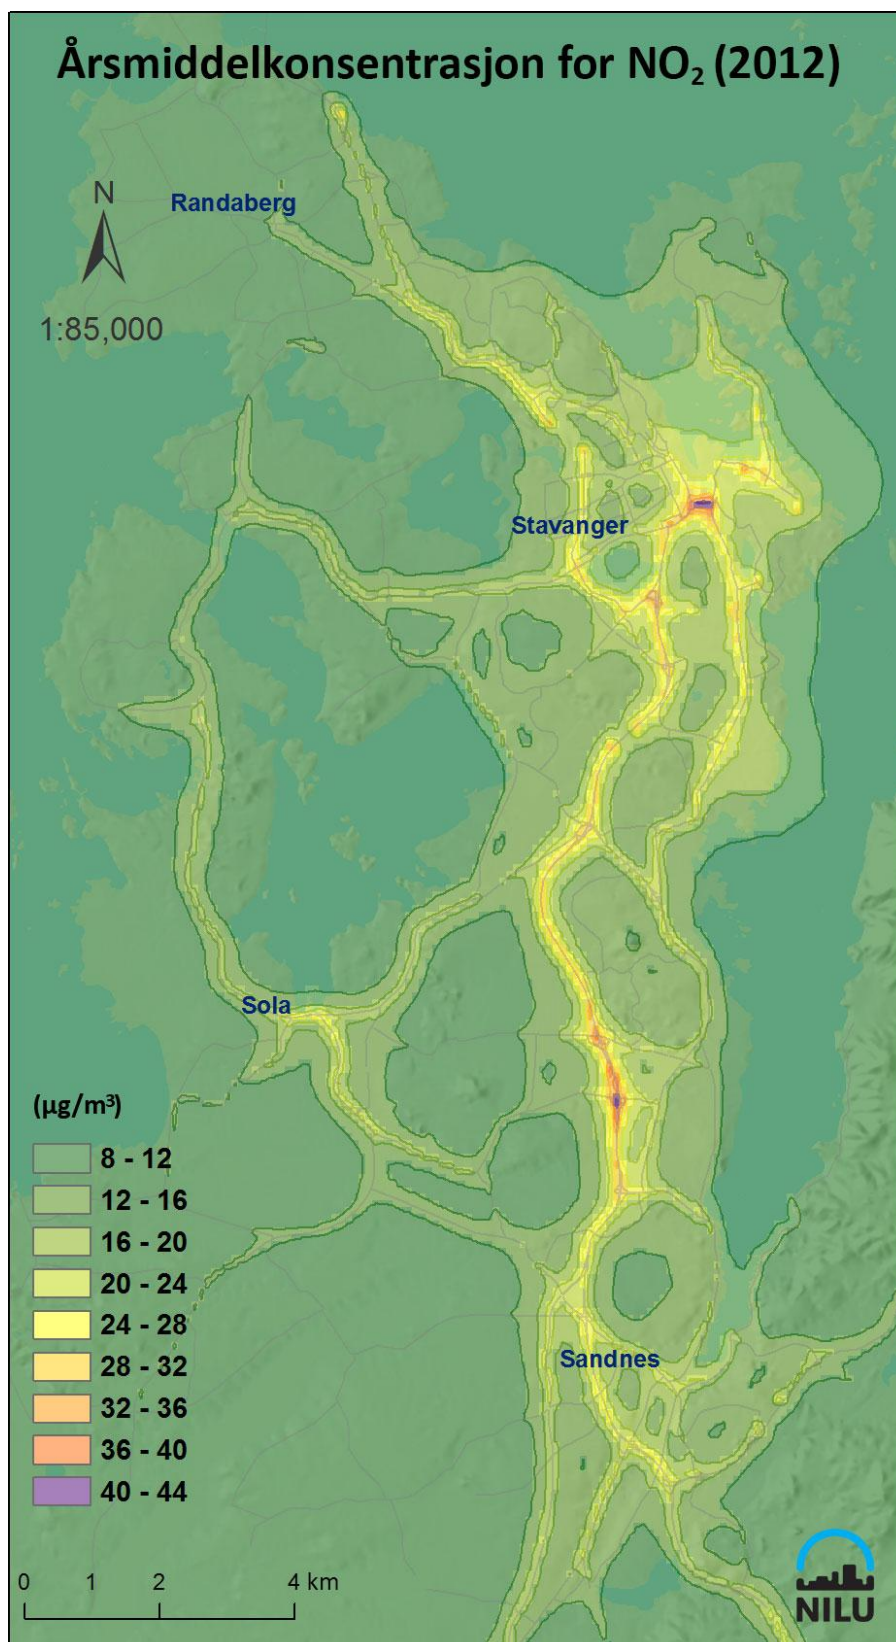 Årsmiddelkonsentrasjon for NO₂ (2012)
N
Randaberg
1:85,000
Stavanger
Sola
(µg/m³)
8 - 12
12 - 16
16 - 20
20 - 24
24 - 28
28 - 32
32 - 36
36 - 40
40 - 44
Sandnes
0 1 2 4 km
NILU